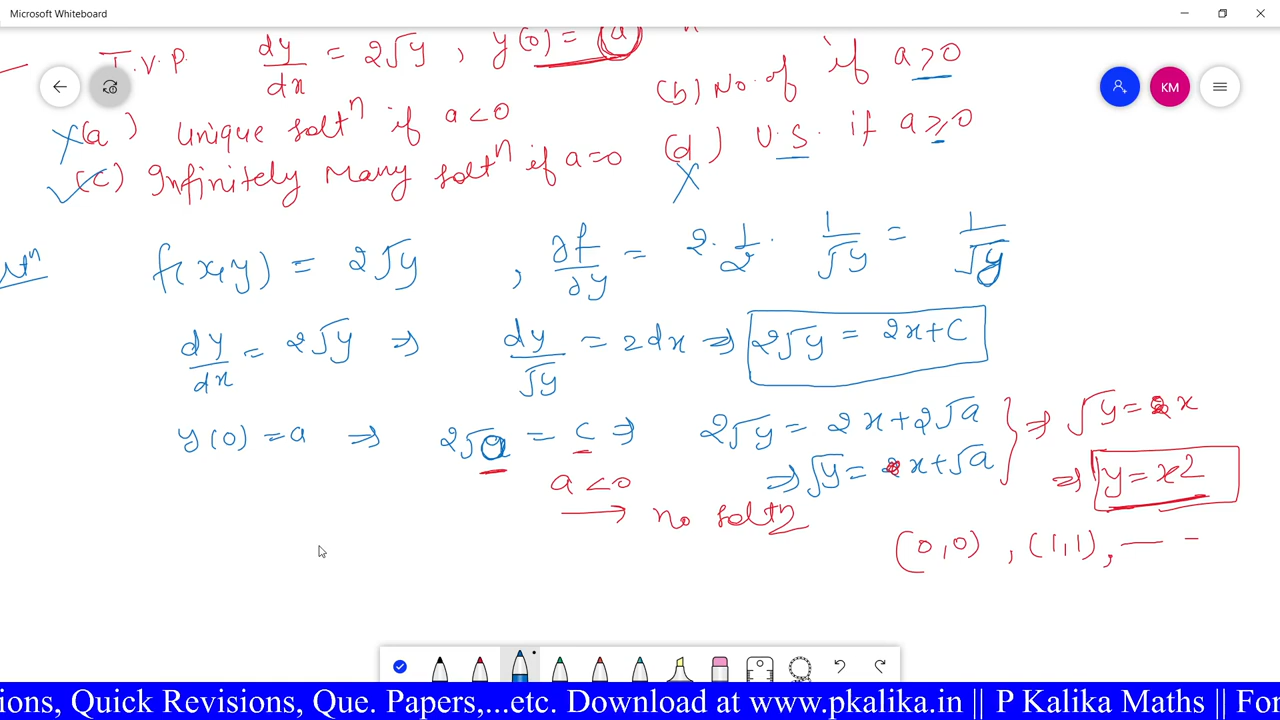 Microsoft Whiteboard
I.V.P. dy/dx = 2√y , y(0) = a
(b) No. of if a>0
(a) Unique soltⁿ if a<0
(d) U.S. if a≥0
(c) Infinitely Many soltⁿ if a=0
KM
f(x,y) = 2√y , ∂f/∂y = 2·1/2·1/√y = 1/√y
dy/dx = 2√y ⇒ dy/√y = 2dx ⇒ 2√y = 2x+C
y(0) = a ⇒ 2√a = C ⇒ 2√y = 2x+2√a } ⇒ √y = x
⇒ √y = x+√a ⇒ y = x2
a<0 → no soltn
(0,0) , (1,1), — -
ions, Quick Revisions, Que. Papers,...etc. Download at www.pkalika.in || P Kalika Maths || For